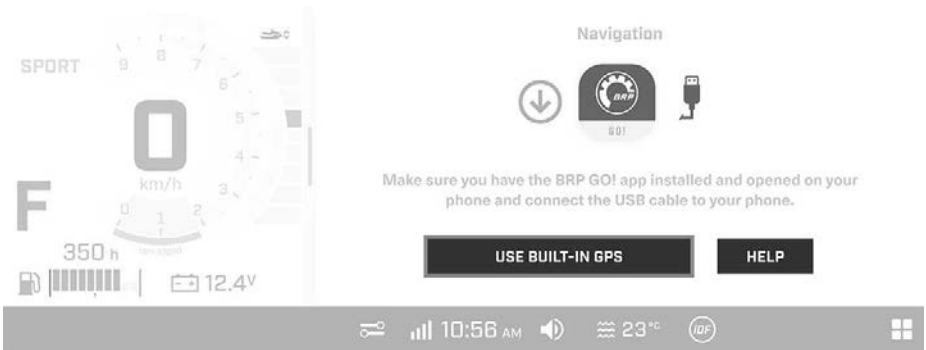 SPORT
9 8 7
6
5
4
3
2
1
0
0
km/h
F
350 h
12.4V
Navigation
BRP
GO!
Make sure you have the BRP GO! app installed and opened on your
phone and connect the USB cable to your phone.
USE BUILT-IN GPS
HELP
10:56 AM
23°C
iDF